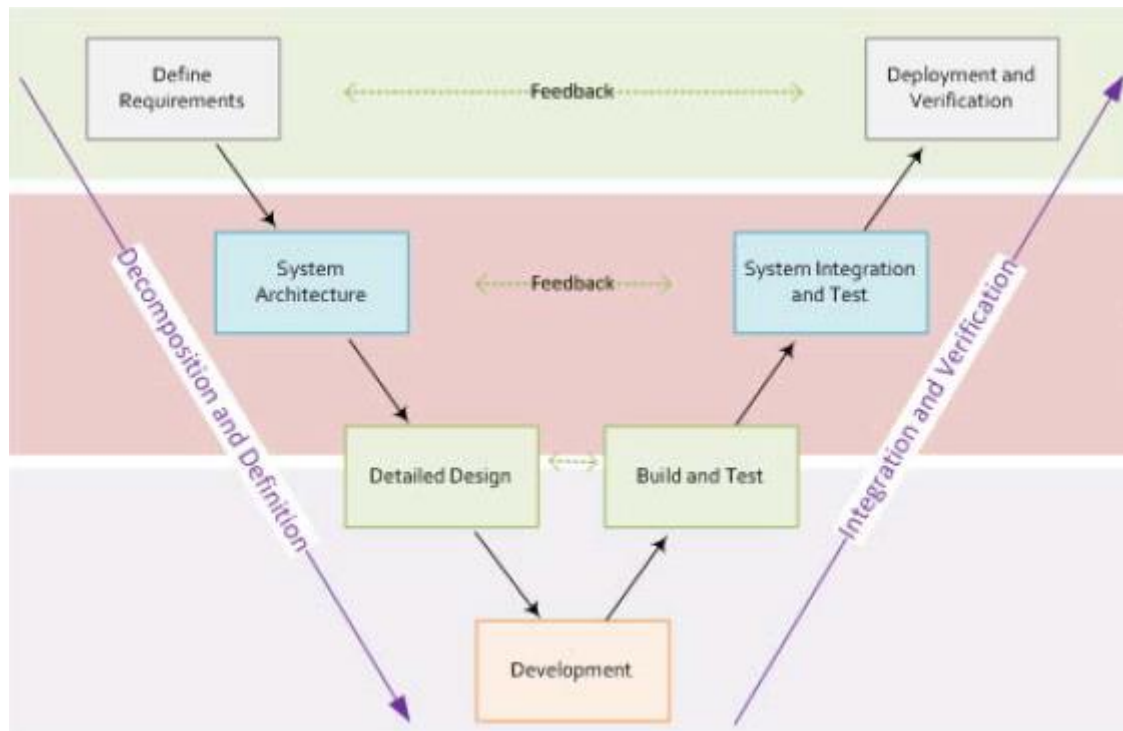 Define
Requirements
Feedback
Deployment and
Verification
System
Architecture
Feedback
System Integration
and Test
Decomposition and Definition
Integration and Verification
Detailed Design
Build and Test
Development